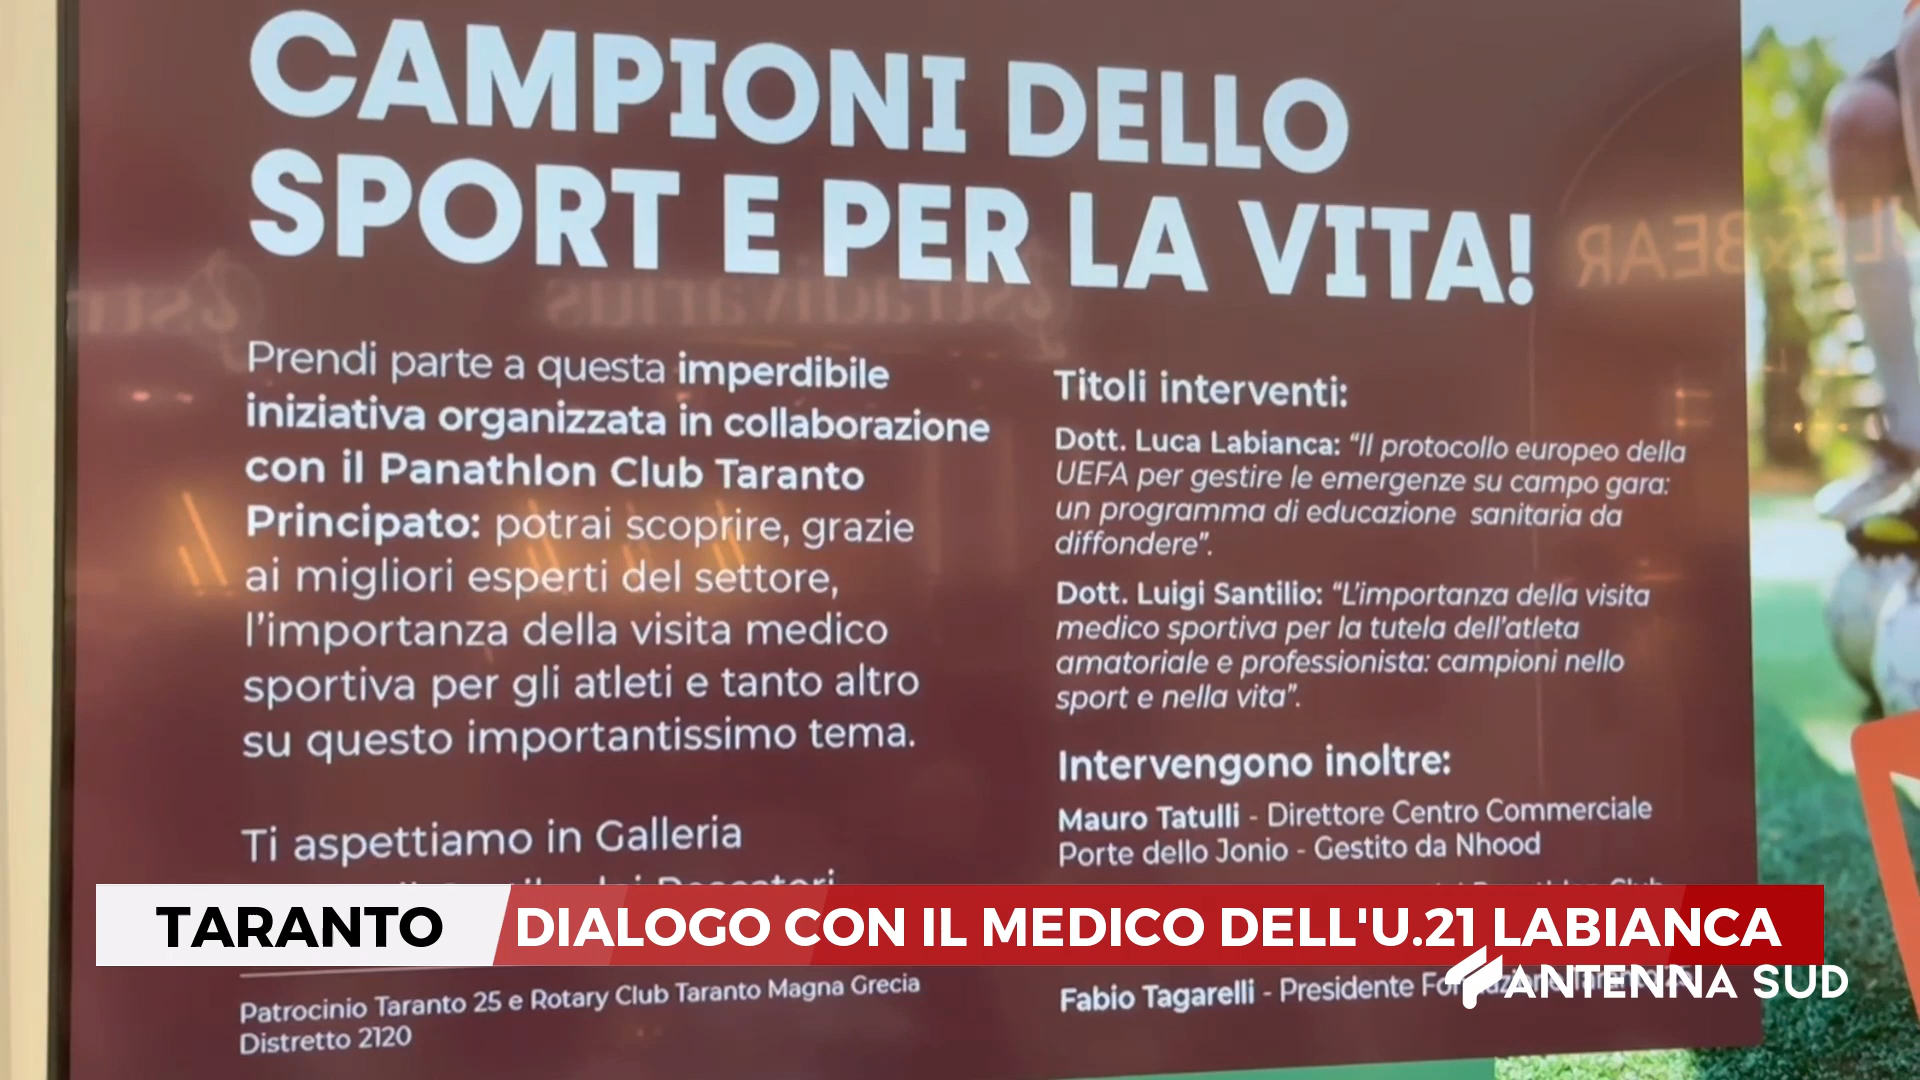 CAMPIONI DELLO
SPORT E PER LA VITA!
Prendi parte a questa imperdibile
iniziativa organizzata in collaborazione
con il Panathlon Club Taranto
Principato: potrai scoprire, grazie
ai migliori esperti del settore,
l'importanza della visita medico
sportiva per gli atleti e tanto altro
su questo importantissimo tema.
Ti aspettiamo in Galleria
Patrocinio Taranto 25 e Rotary Club Taranto Magna Grecia
Distretto 2120
Titoli interventi:
Dott. Luca Labianca: “Il protocollo europeo della
UEFA per gestire le emergenze su campo gara:
un programma di educazione sanitaria da
diffondere”.
Dott. Luigi Santilio: “L'importanza della visita
medico sportiva per la tutela dell'atleta
amatoriale e professionista: campioni nello
sport e nella vita”.
Intervengono inoltre:
Mauro Tatulli - Direttore Centro Commerciale
Porte dello Jonio - Gestito da Nhood
Fabio Tagarelli - Presidente
stradivarius
BEAR
TARANTO DIALOGO CON IL MEDICO DELL'U.21 LABIANCA
ANTENNA SUD